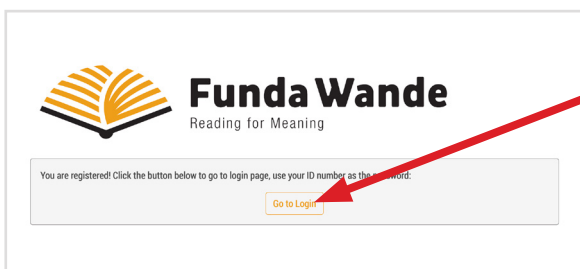 Funda Wande
Reading for Meaning
You are registered! Click the button below to go to login page, use your ID number as the password:
Go to Login